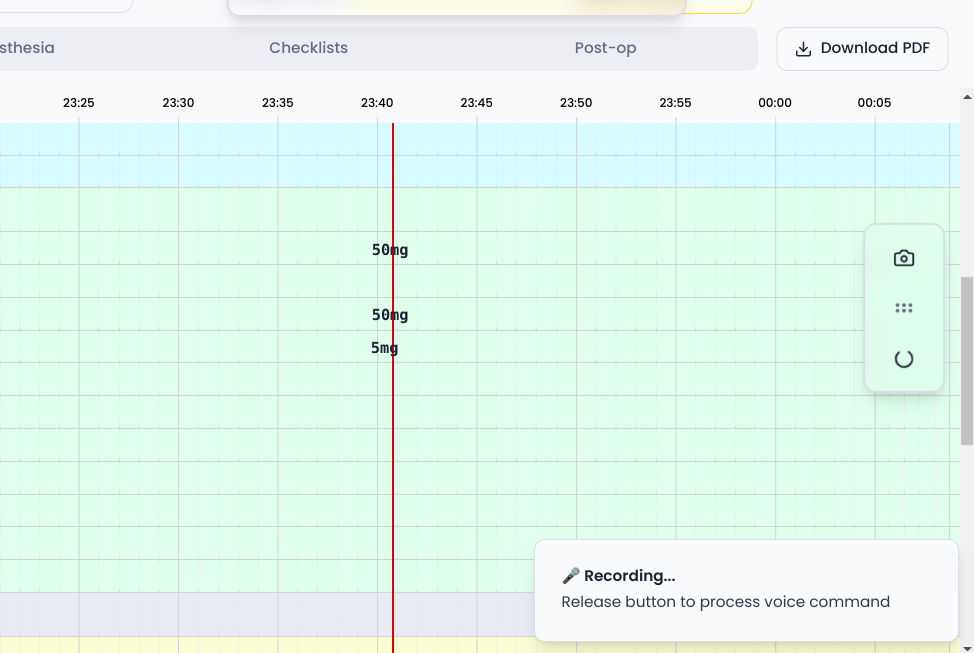 sthesia
Checklists
Post-op
Download PDF
23:25 23:30 23:35 23:40 23:45 23:50 23:55 00:00 00:05
50mg
50mg
5mg
🎤 Recording...
Release button to process voice command